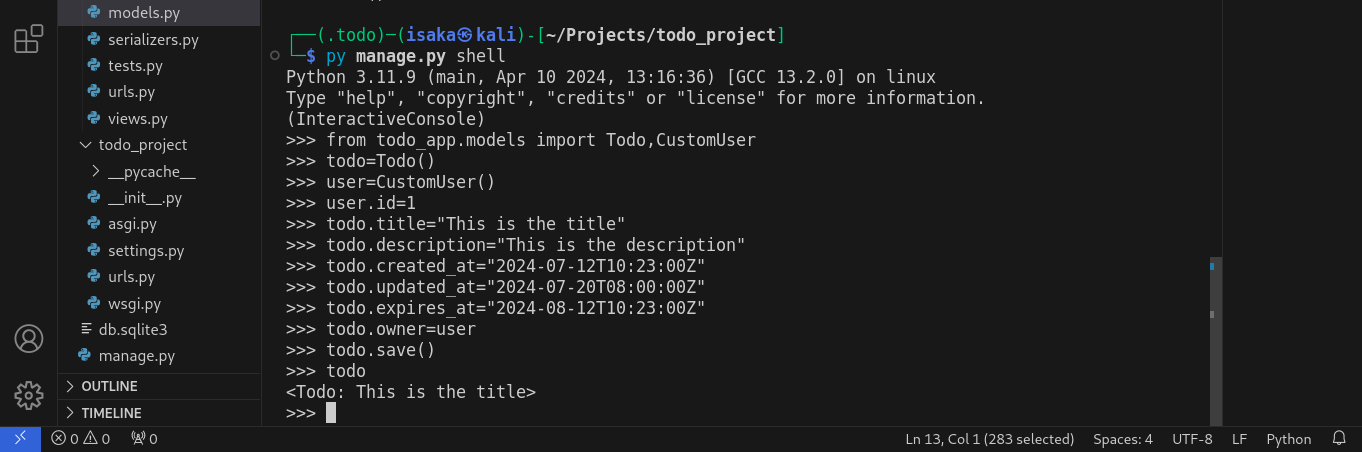 models.py
serializers.py
tests.py
urls.py
views.py
todo_project
__pycache__
__init__.py
asgi.py
settings.py
urls.py
wsgi.py
db.sqlite3
manage.py
OUTLINE
TIMELINE
┌──(.todo)─(isaka㉿kali)-[~/Projects/todo_project]
└─$ py manage.py shell
Python 3.11.9 (main, Apr 10 2024, 13:16:36) [GCC 13.2.0] on linux
Type "help", "copyright", "credits" or "license" for more information.
(InteractiveConsole)
>>> from todo_app.models import Todo,CustomUser
>>> todo=Todo()
>>> user=CustomUser()
>>> user.id=1
>>> todo.title="This is the title"
>>> todo.description="This is the description"
>>> todo.created_at="2024-07-12T10:23:00Z"
>>> todo.updated_at="2024-07-20T08:00:00Z"
>>> todo.expires_at="2024-08-12T10:23:00Z"
>>> todo.owner=user
>>> todo.save()
>>> todo
<Todo: This is the title>
>>>
0 0 0 Ln 13, Col 1 (283 selected) Spaces: 4 UTF-8 LF Python